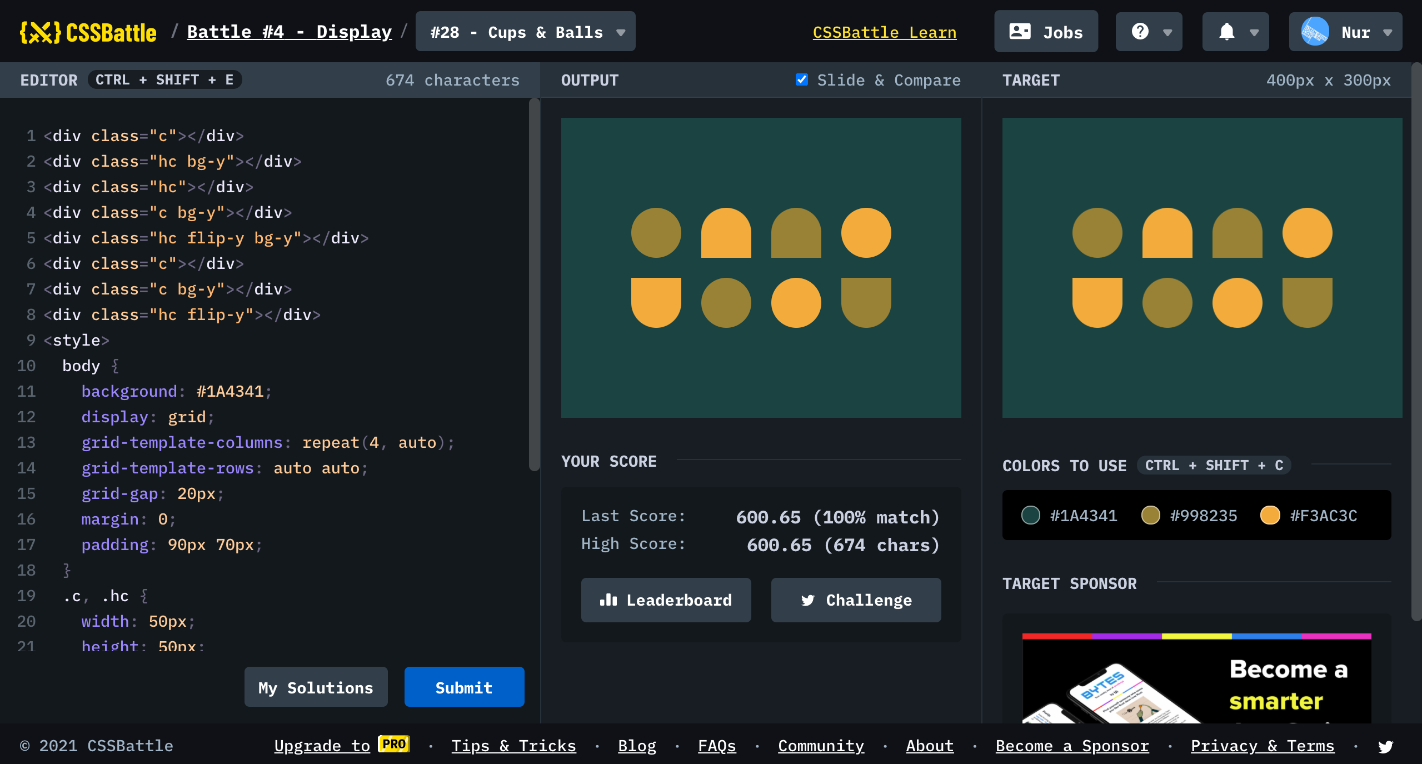 {X} CSSBattle / Battle #4 - Display / #28 - Cups & Balls
CSSBattle Learn
Jobs
Nur
EDITOR CTRL + SHIFT + E 674 characters
1 <div class="c"></div>
2 <div class="hc bg-y"></div>
3 <div class="hc"></div>
4 <div class="c bg-y"></div>
5 <div class="hc flip-y bg-y"></div>
6 <div class="c"></div>
7 <div class="c bg-y"></div>
8 <div class="hc flip-y"></div>
9 <style>
10 body {
11 background: #1A4341;
12 display: grid;
13 grid-template-columns: repeat(4, auto);
14 grid-template-rows: auto auto;
15 grid-gap: 20px;
16 margin: 0;
17 padding: 90px 70px;
18 }
19 .c, .hc {
20 width: 50px;
21 height: 50px;
My Solutions
Submit
OUTPUT Slide & Compare
YOUR SCORE
Last Score: 600.65 (100% match)
High Score: 600.65 (674 chars)
Leaderboard
Challenge
TARGET 400px x 300px
COLORS TO USE CTRL + SHIFT + C
#1A4341 #998235 #F3AC3C
TARGET SPONSOR
BYTES
Become a
smarter
© 2021 CSSBattle
Upgrade to PRO · Tips & Tricks · Blog · FAQs · Community · About · Become a Sponsor · Privacy & Terms ·